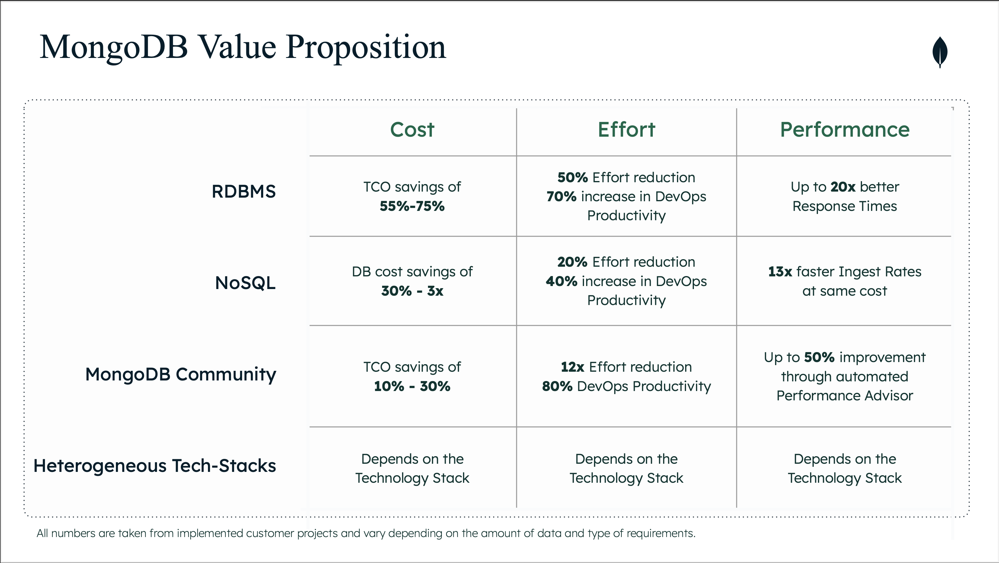 MongoDB Value Proposition
Cost
Effort
Performance
RDBMS
TCO savings of
55%-75%
50% Effort reduction
70% increase in DevOps
Productivity
Up to 20x better
Response Times
NoSQL
DB cost savings of
30% - 3x
20% Effort reduction
40% increase in DevOps
Productivity
13x faster Ingest Rates
at same cost
MongoDB Community
TCO savings of
10% - 30%
12x Effort reduction
80% DevOps Productivity
Up to 50% improvement
through automated
Performance Advisor
Heterogeneous Tech-Stacks
Depends on the
Technology Stack
Depends on the
Technology Stack
Depends on the
Technology Stack
All numbers are taken from implemented customer projects and vary depending on the amount of data and type of requirements.